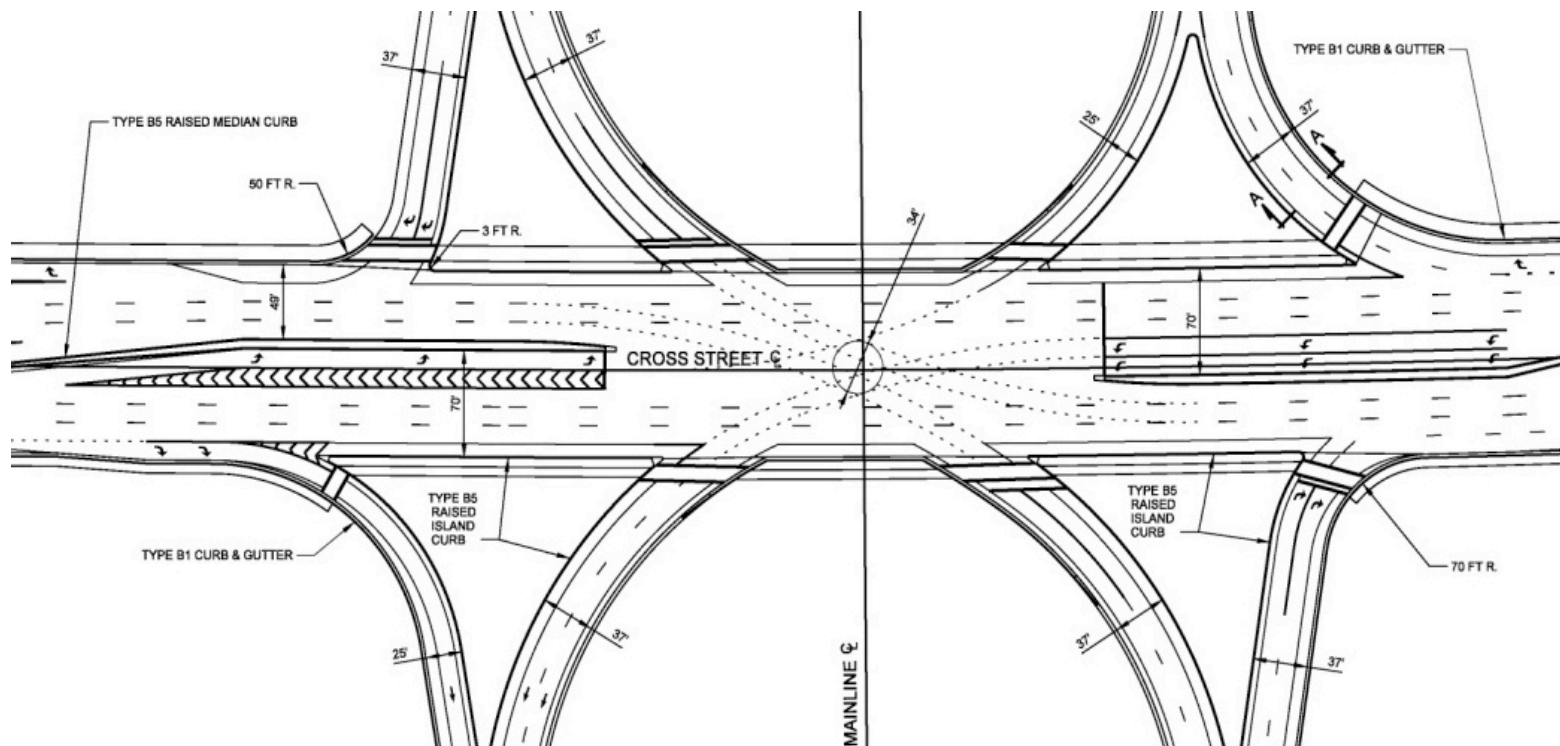 37'
37'
TYPE B1 CURB & GUTTER
TYPE B5 RAISED MEDIAN CURB
25'
37'
A
A
50 FT R.
3 FT R.
34'
49'
70'
CROSS STREET ℄
70'
TYPE B5
RAISED
ISLAND
CURB
TYPE B5
RAISED
ISLAND
CURB
TYPE B1 CURB & GUTTER
70 FT R.
25'
37'
37'
37'
MAINLINE ℄